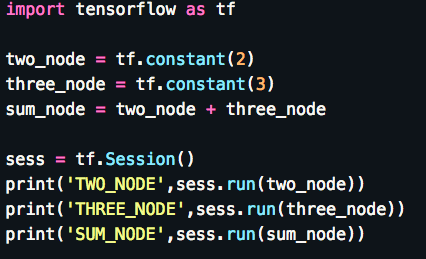 import tensorflow as tf
two_node = tf.constant(2)
three_node = tf.constant(3)
sum_node = two_node + three_node
sess = tf.Session()
print('TWO_NODE',sess.run(two_node))
print('THREE_NODE',sess.run(three_node))
print('SUM_NODE',sess.run(sum_node))